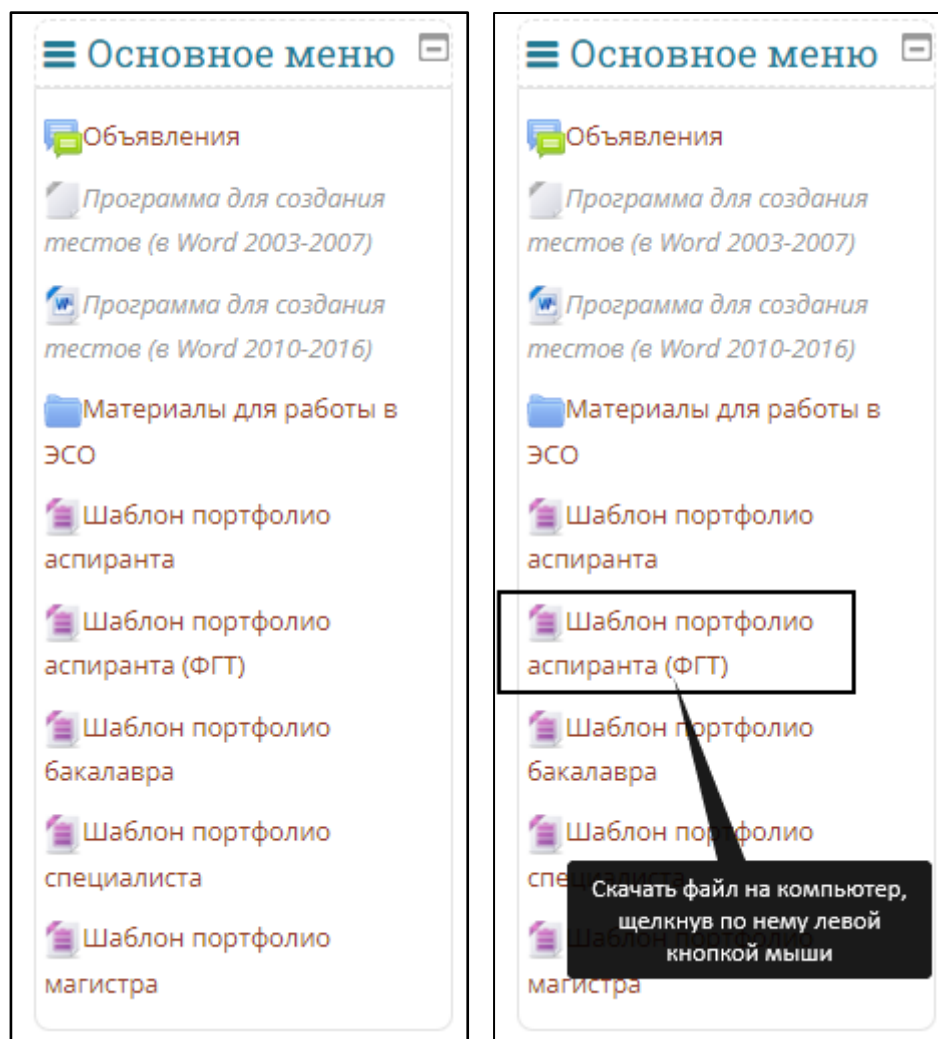 Основное меню
Объявления
Программа для создания
тестов (в Word 2003-2007)
Программа для создания
тестов (в Word 2010-2016)
Материалы для работы в
ЭСО
Шаблон портфолио
аспиранта
Шаблон портфолио
аспиранта (ФГТ)
Шаблон портфолио
бакалавра
Шаблон портфолио
специалиста
Шаблон портфолио
магистра
Основное меню
Объявления
Программа для создания
тестов (в Word 2003-2007)
Программа для создания
тестов (в Word 2010-2016)
Материалы для работы в
ЭСО
Шаблон портфолио
аспиранта
Шаблон портфолио
аспиранта (ФГТ)
Шаблон портфолио
бакалавра
Шаблон портфолио
специалиста
Шаблон портфолио
магистра
Скачать файл на компьютер,
щелкнув по нему левой
кнопкой мыши